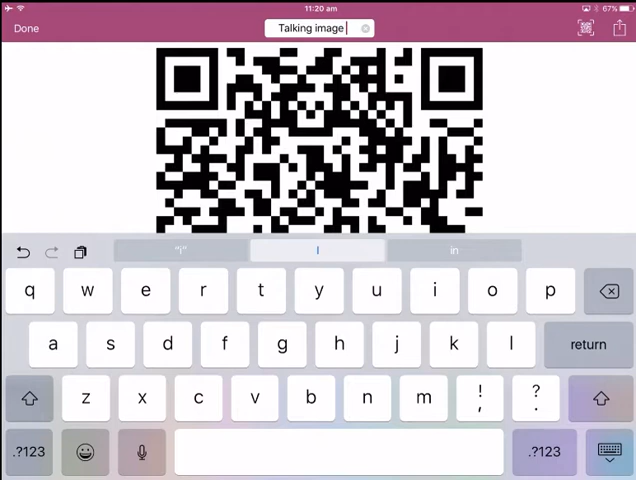 11:20 am
67%
Done
Talking image
"i"
I
in
q w e r t y u i o p
a s d f g h j k l return
z x c v b n m ! , ? .
.?123 .?123